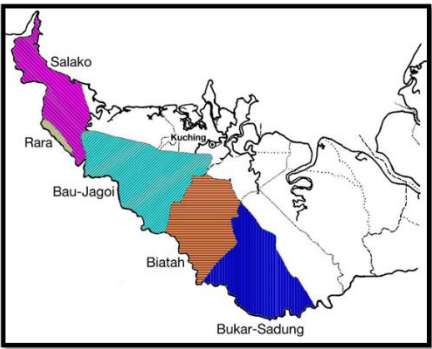 Salako
Kuching
Rara
Bau-Jagoi
Biatah
Bukar-Sadung